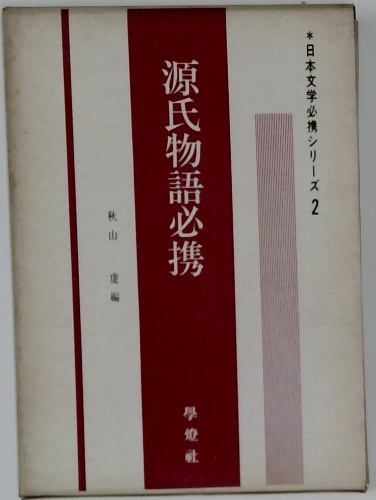 *日本文学必携シリーズ2
源氏物語必携
秋山 虔編
學燈社